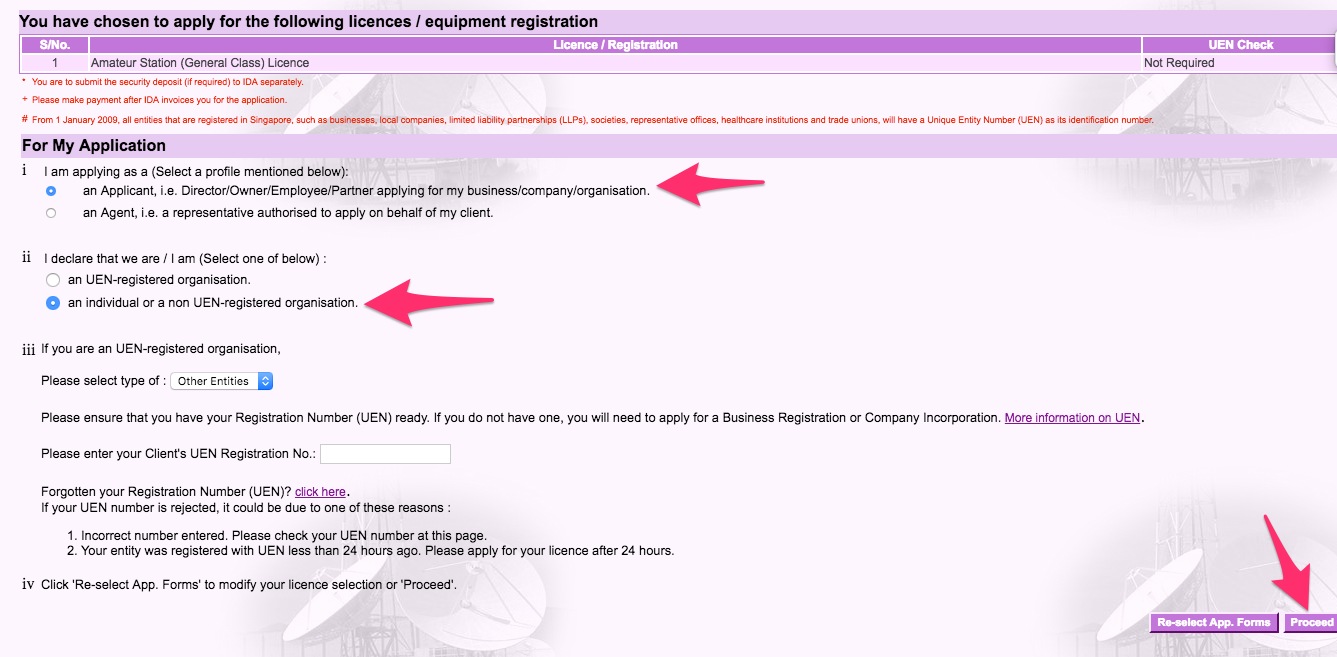 You have chosen to apply for the following licences / equipment registration
S/No. Licence / Registration UEN Check
1 Amateur Station (General Class) Licence Not Required
* You are to submit the security deposit (if required) to IDA separately.
+ Please make payment after IDA invoices you for the application.
# From 1 January 2009, all entities that are registered in Singapore, such as businesses, local companies, limited liability partnerships (LLPs), societies, representative offices, healthcare institutions and trade unions, will have a Unique Entity Number (UEN) as its identification number.
For My Application
i I am applying as a (Select a profile mentioned below):
an Applicant, i.e. Director/Owner/Employee/Partner applying for my business/company/organisation.
an Agent, i.e. a representative authorised to apply on behalf of my client.
ii I declare that we are / I am (Select one of below) :
an UEN-registered organisation.
an individual or a non UEN-registered organisation.
iii If you are an UEN-registered organisation,
Please select type of : Other Entities
Please ensure that you have your Registration Number (UEN) ready. If you do not have one, you will need to apply for a Business Registration or Company Incorporation. More information on UEN.
Please enter your Client's UEN Registration No.:
Forgotten your Registration Number (UEN)? click here.
If your UEN number is rejected, it could be due to one of these reasons :
1. Incorrect number entered. Please check your UEN number at this page.
2. Your entity was registered with UEN less than 24 hours ago. Please apply for your licence after 24 hours.
iv Click 'Re-select App. Forms' to modify your licence selection or 'Proceed'.
Re-select App. Forms Proceed